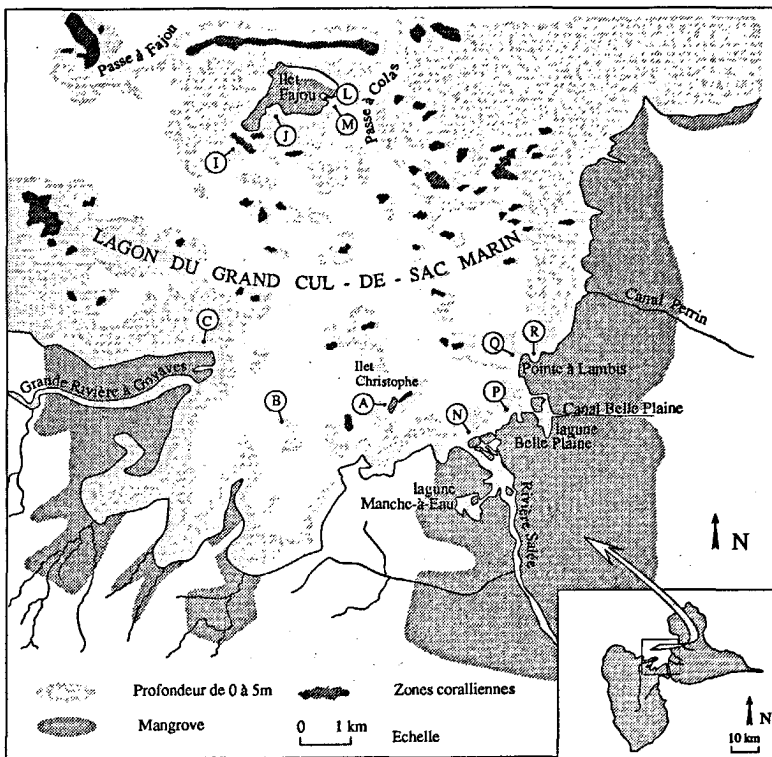 Passe à Fajou
Ilet
Fajou
L
M
Passe à Colas
J
I
LAGON DU GRAND CUL - DE - SAC MARIN
Canal Perrin
C
Q
R
Pointe à Lambis
Grande Rivière à Goyaves
Ilet
Christophe
A
B
P
N
Canal Belle Plaine
lagune
Belle Plaine
lagune
Manche-à-Eau
Rivière Salée
N
Profondeur de 0 à 5m
Zones coralliennes
Mangrove
0 1 km
Echelle
N
10 km